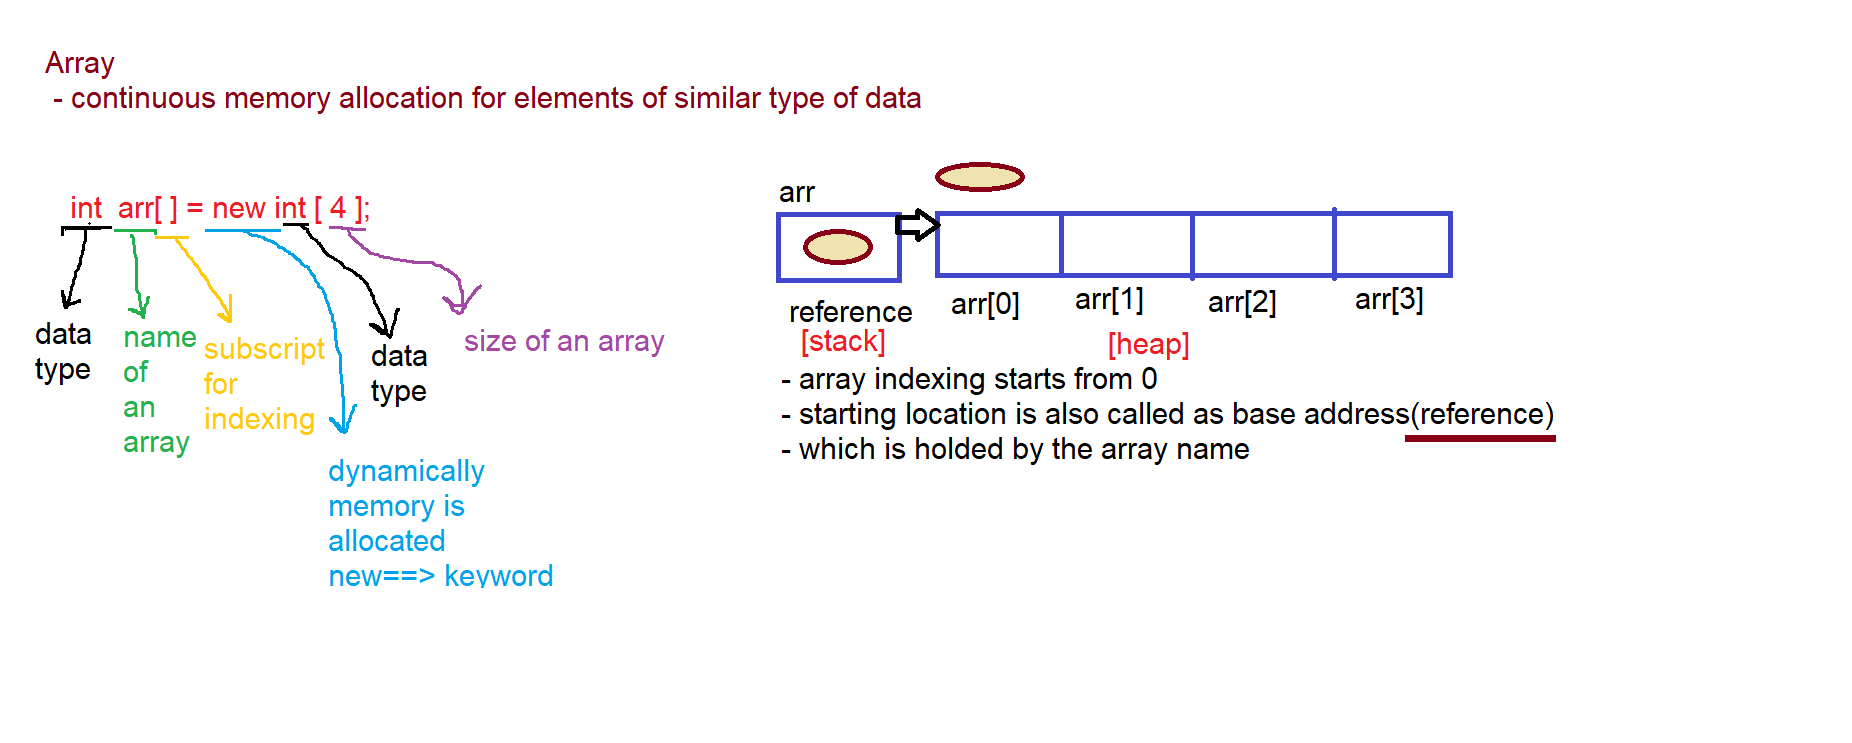 Array
- continuous memory allocation for elements of similar type of data
int arr[ ] = new int [ 4 ];
data
type
name
of
an
array
subscript
for
indexing
dynamically
memory is
allocated
new==> keyword
data
type
size of an array
arr
reference
[stack]
arr[0] arr[1] arr[2] arr[3]
[heap]
- array indexing starts from 0
- starting location is also called as base address(reference)
- which is holded by the array name